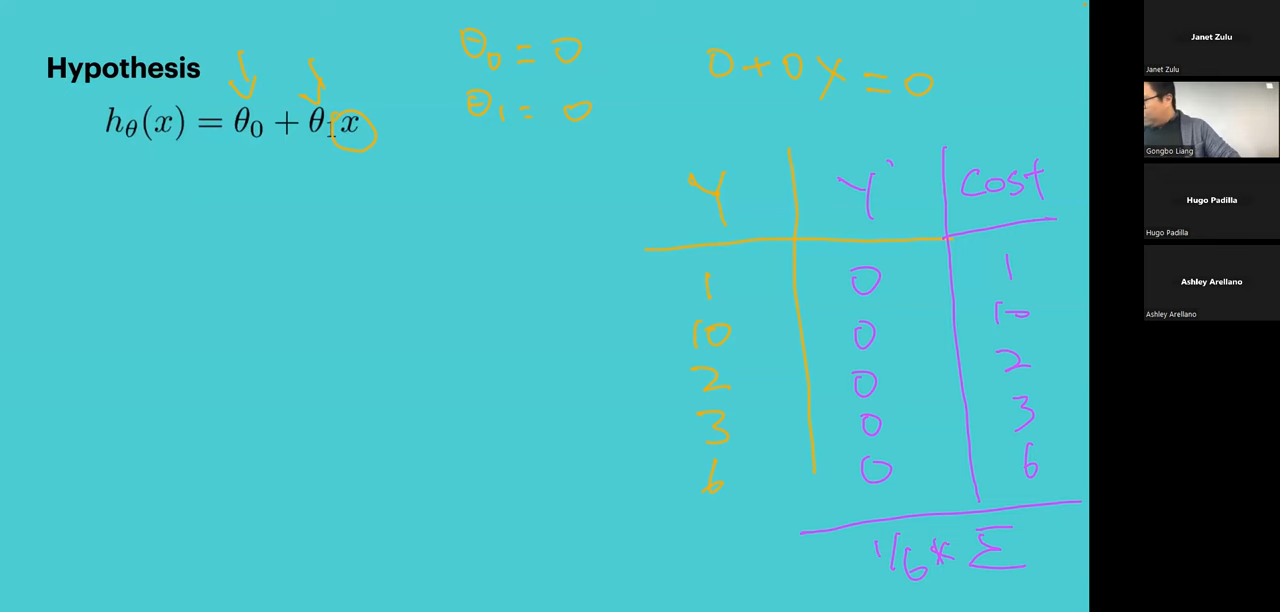 Hypothesis
hθ(x) = θ0 + θ1x
θ0 = 0
θ1 = 0
0 + 0x = 0
Y Y' cost
1 0 1
10 0 10
2 0 2
3 0 3
6 0 6
1/6 * Σ
Janet Zulu
Janet Zulu
Gongbo Liang
Hugo Padilla
Hugo Padilla
Ashley Arellano
Ashley Arellano